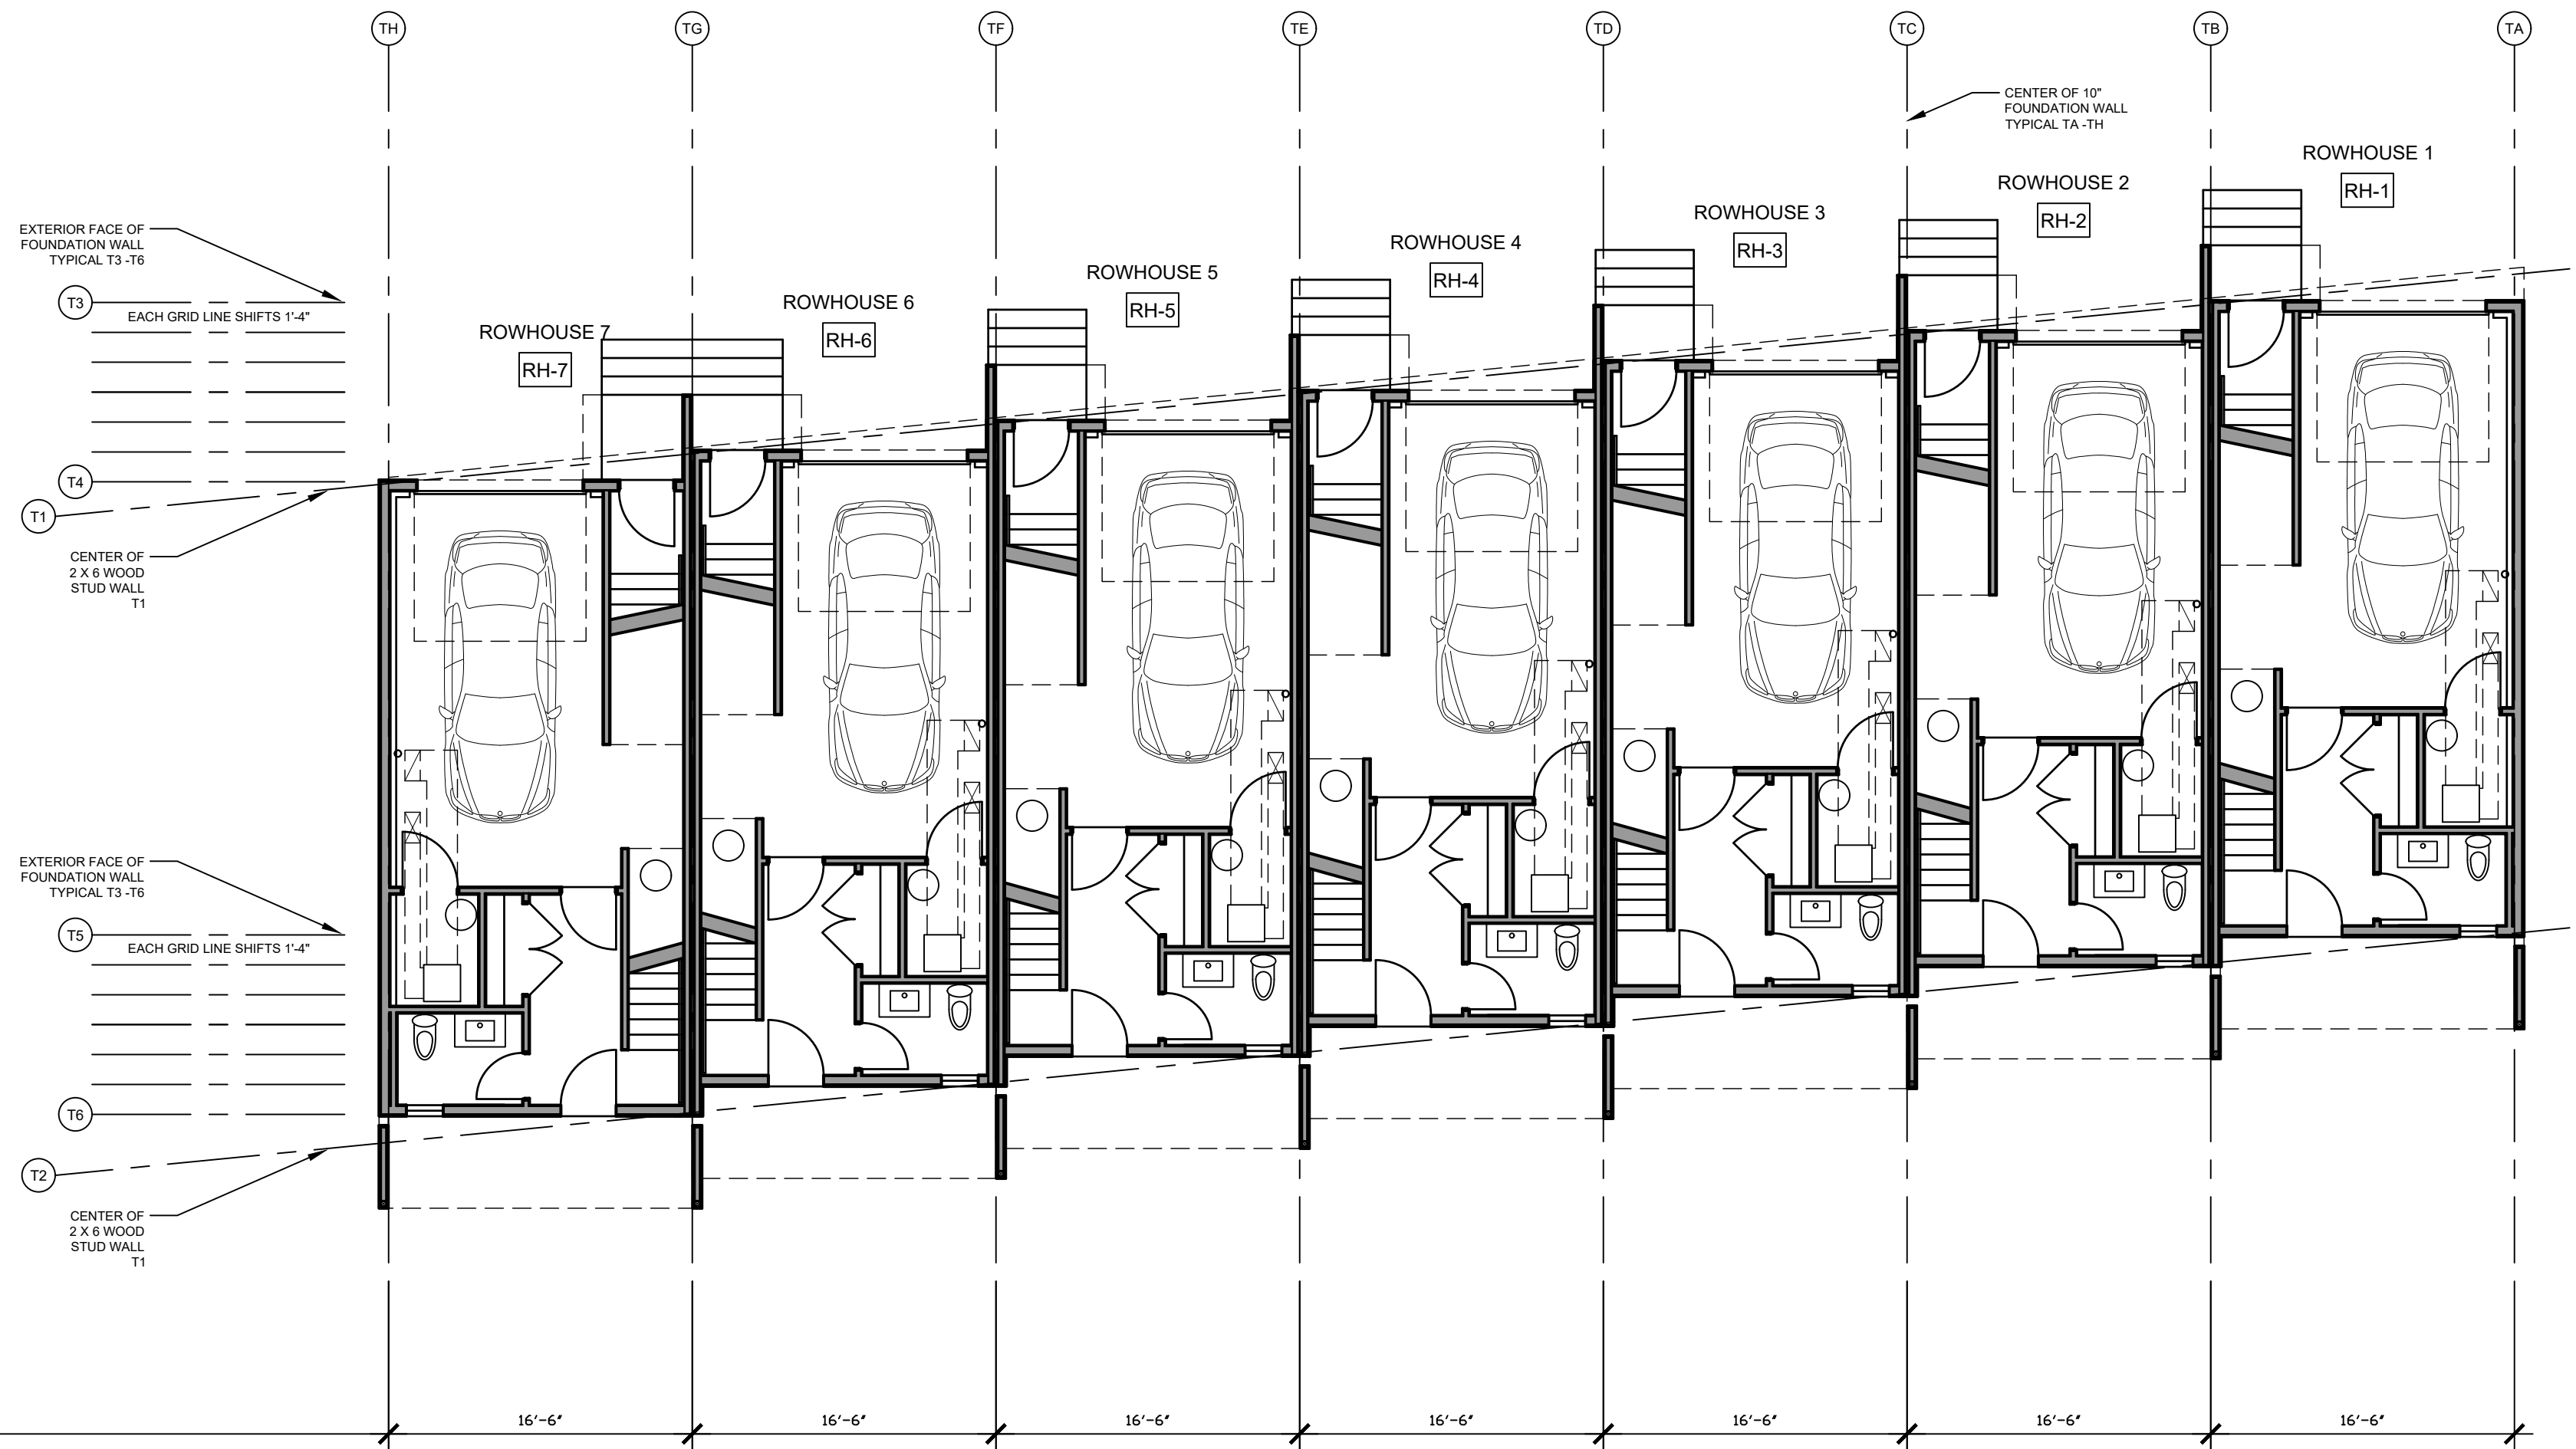 TH
TG
TF
TE
TD
TC
TB
TA
CENTER OF 10"
FOUNDATION WALL
TYPICAL TA -TH
ROWHOUSE 1
RH-1
ROWHOUSE 2
RH-2
ROWHOUSE 3
RH-3
ROWHOUSE 4
RH-4
ROWHOUSE 5
RH-5
ROWHOUSE 6
RH-6
ROWHOUSE 7
RH-7
EXTERIOR FACE OF
FOUNDATION WALL
TYPICAL T3 -T6
T3
EACH GRID LINE SHIFTS 1'-4"
T4
T1
CENTER OF
2 X 6 WOOD
STUD WALL
T1
EXTERIOR FACE OF
FOUNDATION WALL
TYPICAL T3 -T6
T5
EACH GRID LINE SHIFTS 1'-4"
T6
T2
CENTER OF
2 X 6 WOOD
STUD WALL
T1
16'-6"
16'-6"
16'-6"
16'-6"
16'-6"
16'-6"
16'-6"